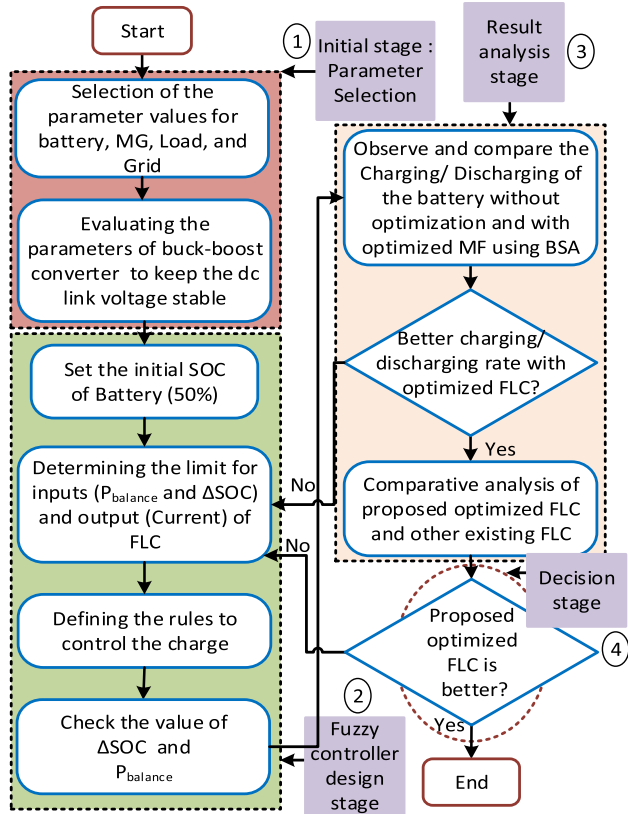 Start
1
Initial stage :
Parameter
Selection
Selection of the
parameter values for
battery, MG, Load, and
Grid
Evaluating the
parameters of buck-boost
converter to keep the dc
link voltage stable
Set the initial SOC
of Battery (50%)
Determining the limit for
inputs (Pbalance and ΔSOC)
and output (Current) of
FLC
Defining the rules to
control the charge
Check the value of
ΔSOC and
Pbalance
2
Fuzzy
controller
design
stage
Result
analysis
stage
3
Observe and compare the
Charging/ Discharging of
the battery without
optimization and with
optimized MF using BSA
Better charging/
discharging rate with
optimized FLC?
No
Yes
Comparative analysis of
proposed optimized FLC
and other existing FLC
Decision
stage
4
Proposed
optimized
FLC is
better?
No
Yes
End